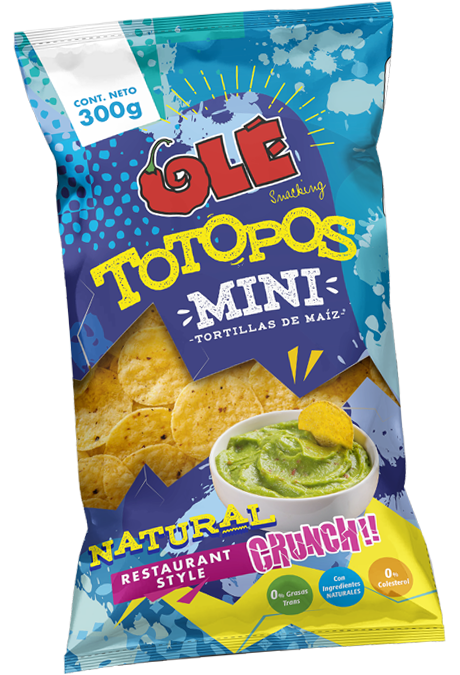 CONT. NETO
300g
OLÉ
Snacking
TOTOPOS
MINI
-TORTILLAS DE MAÍZ-
NATURAL
RESTAURANT
STYLE
CRUNCH!!
0% Grasas
Trans
Con
Ingredientes
NATURALES
0%
Colesterol